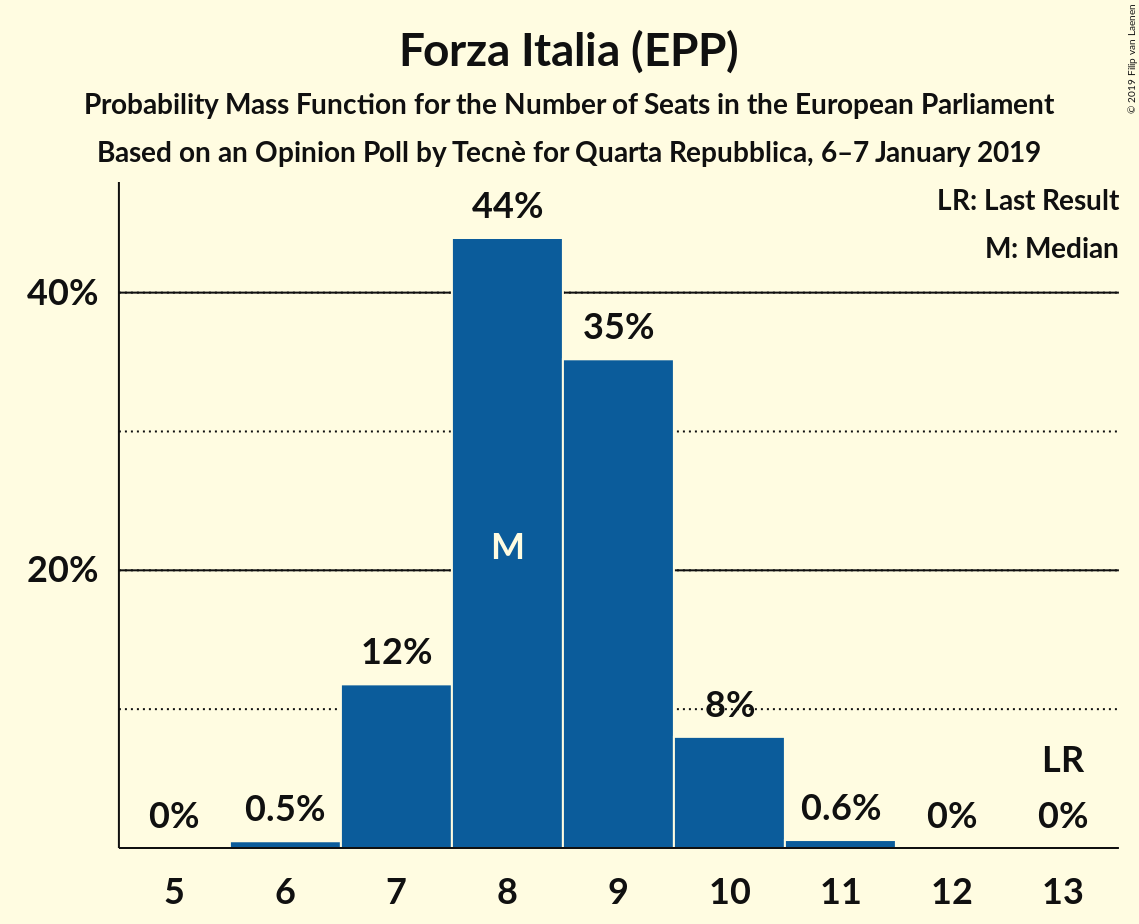 Forza Italia (EPP)
Probability Mass Function for the Number of Seats in the European Parliament
Based on an Opinion Poll by Tecnè for Quarta Repubblica, 6–7 January 2019
© 2019 Filip van Laenen
LR: Last Result
M: Median
44%
40%
35%
M
20%
12%
8%
LR
0%
0.5%
0.6%
0%
0%
5 6 7 8 9 10 11 12 13